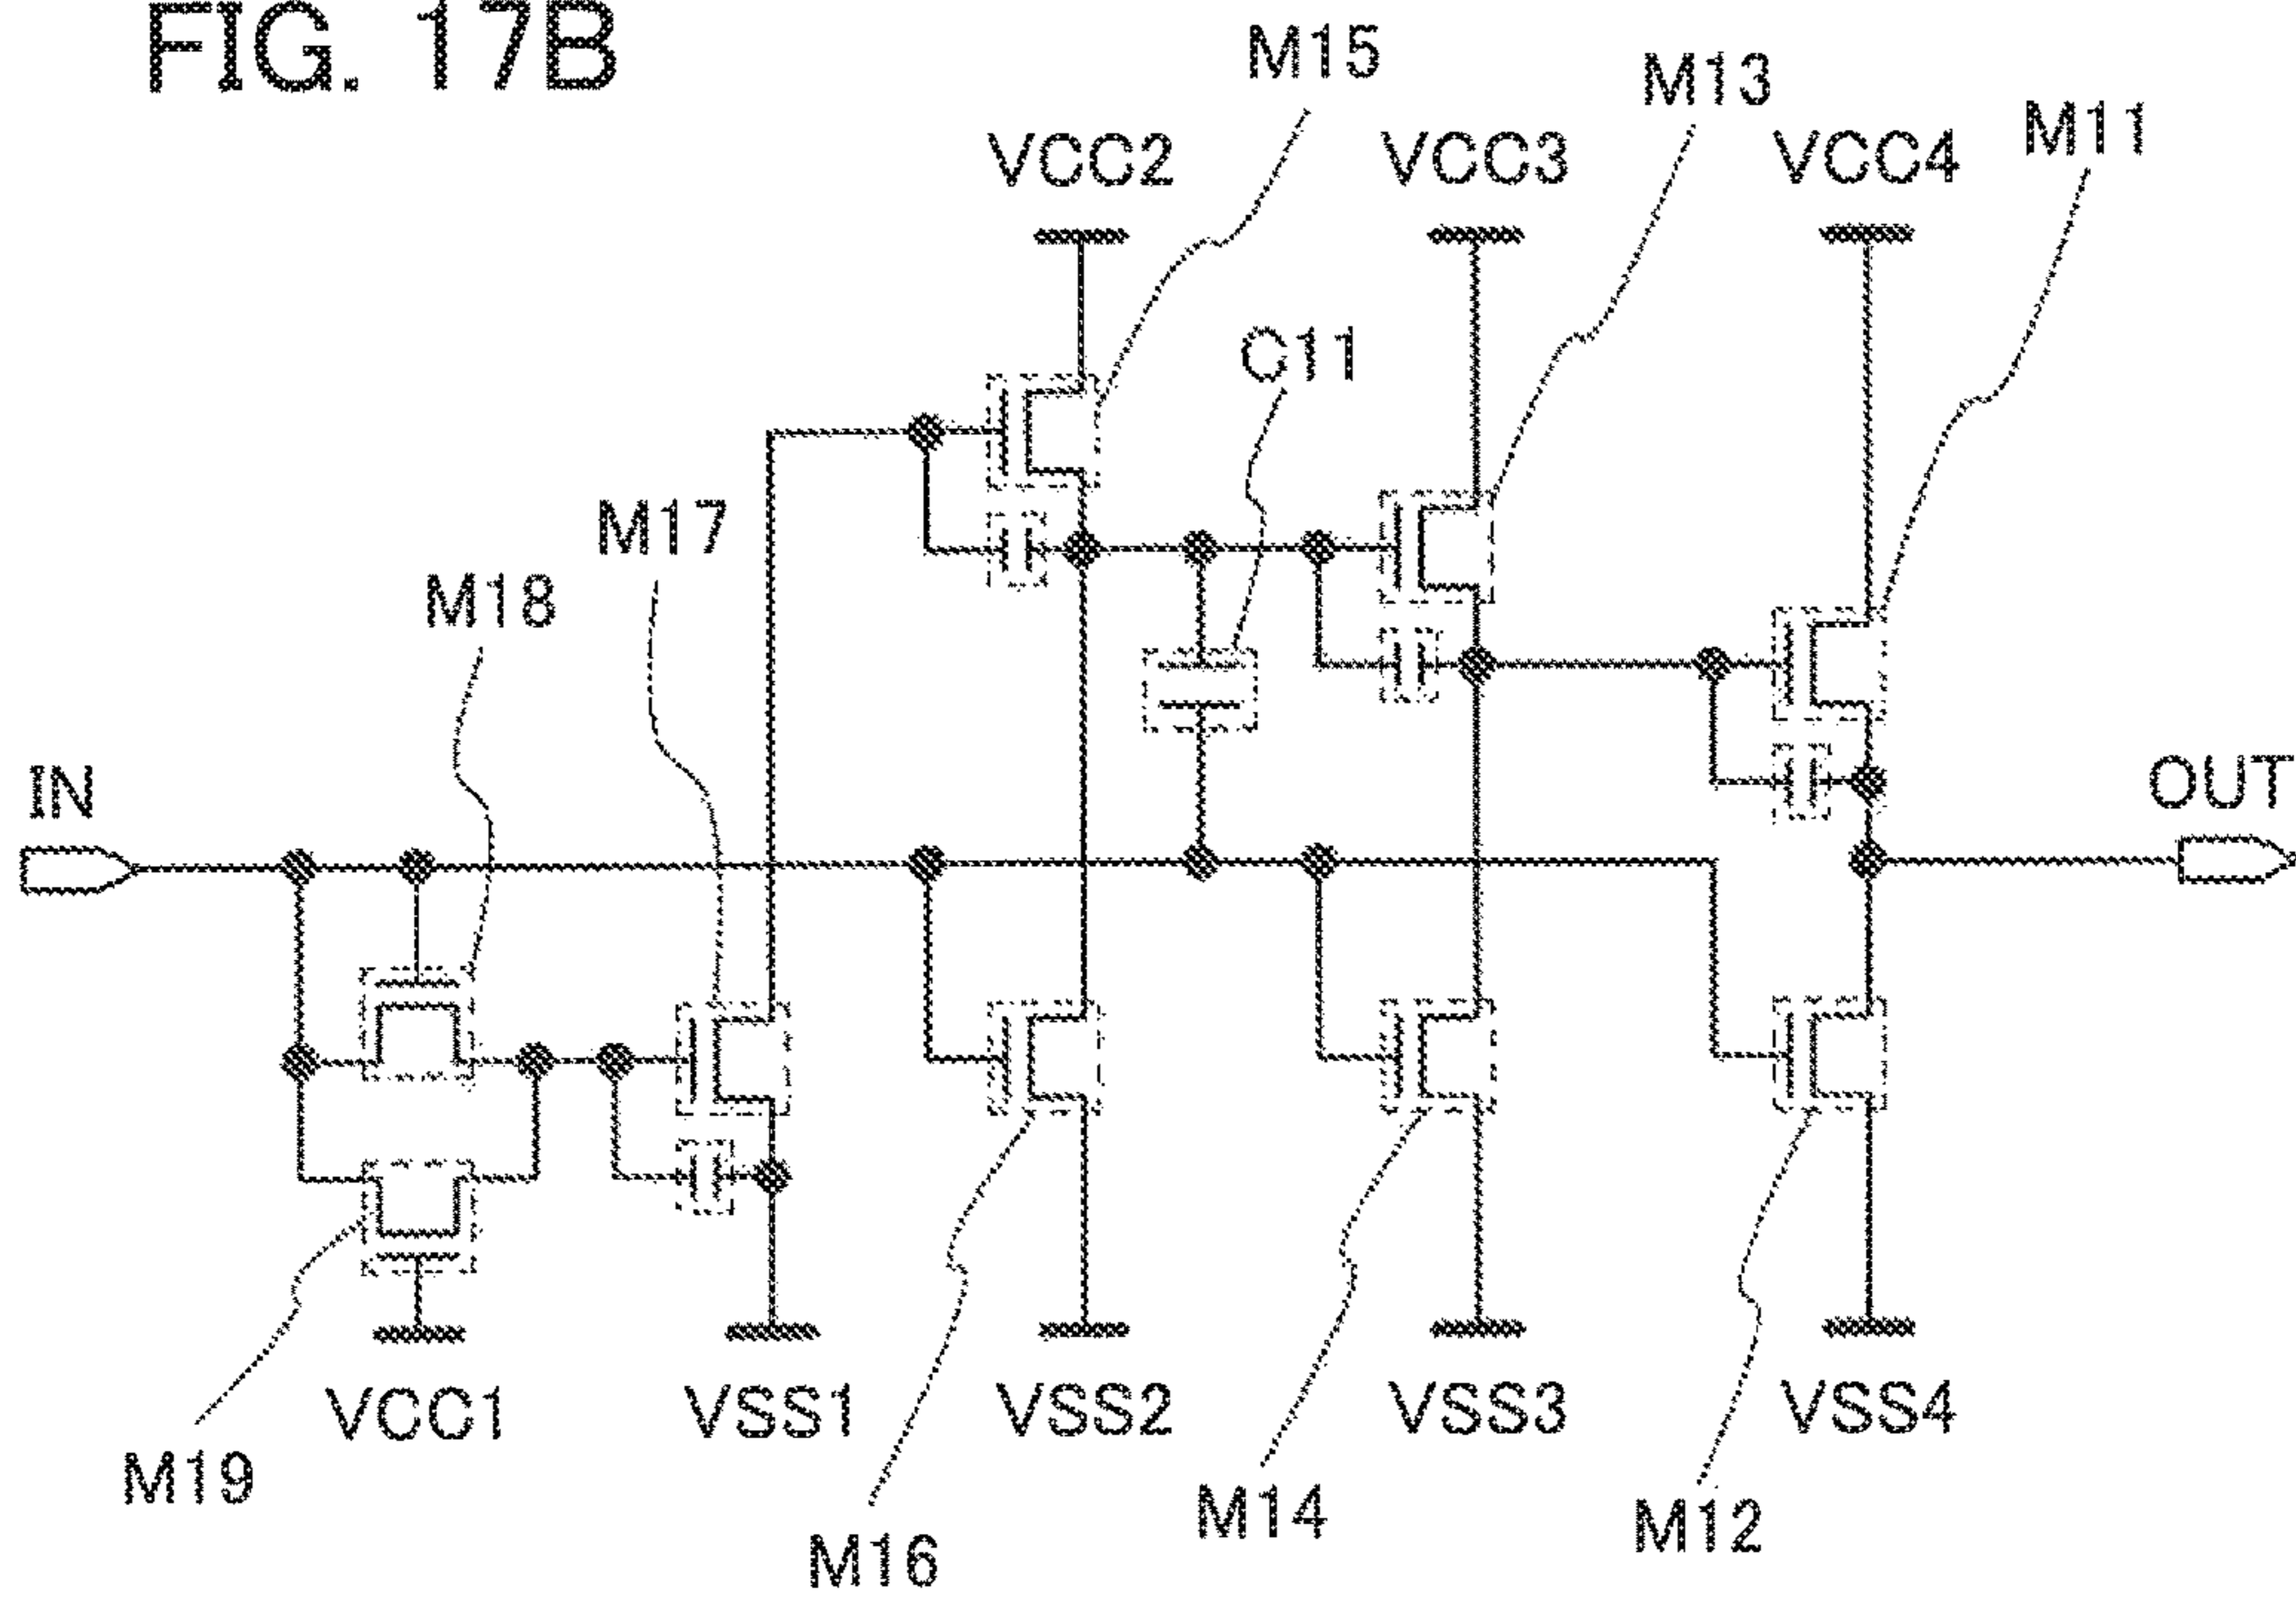 FIG. 17B
M15
M13
M11
VCC2
VCC3
VCC4
C11
M17
M18
IN
OUT
VCC1
VSS1
VSS2
VSS3
VSS4
M19
M16
M14
M12